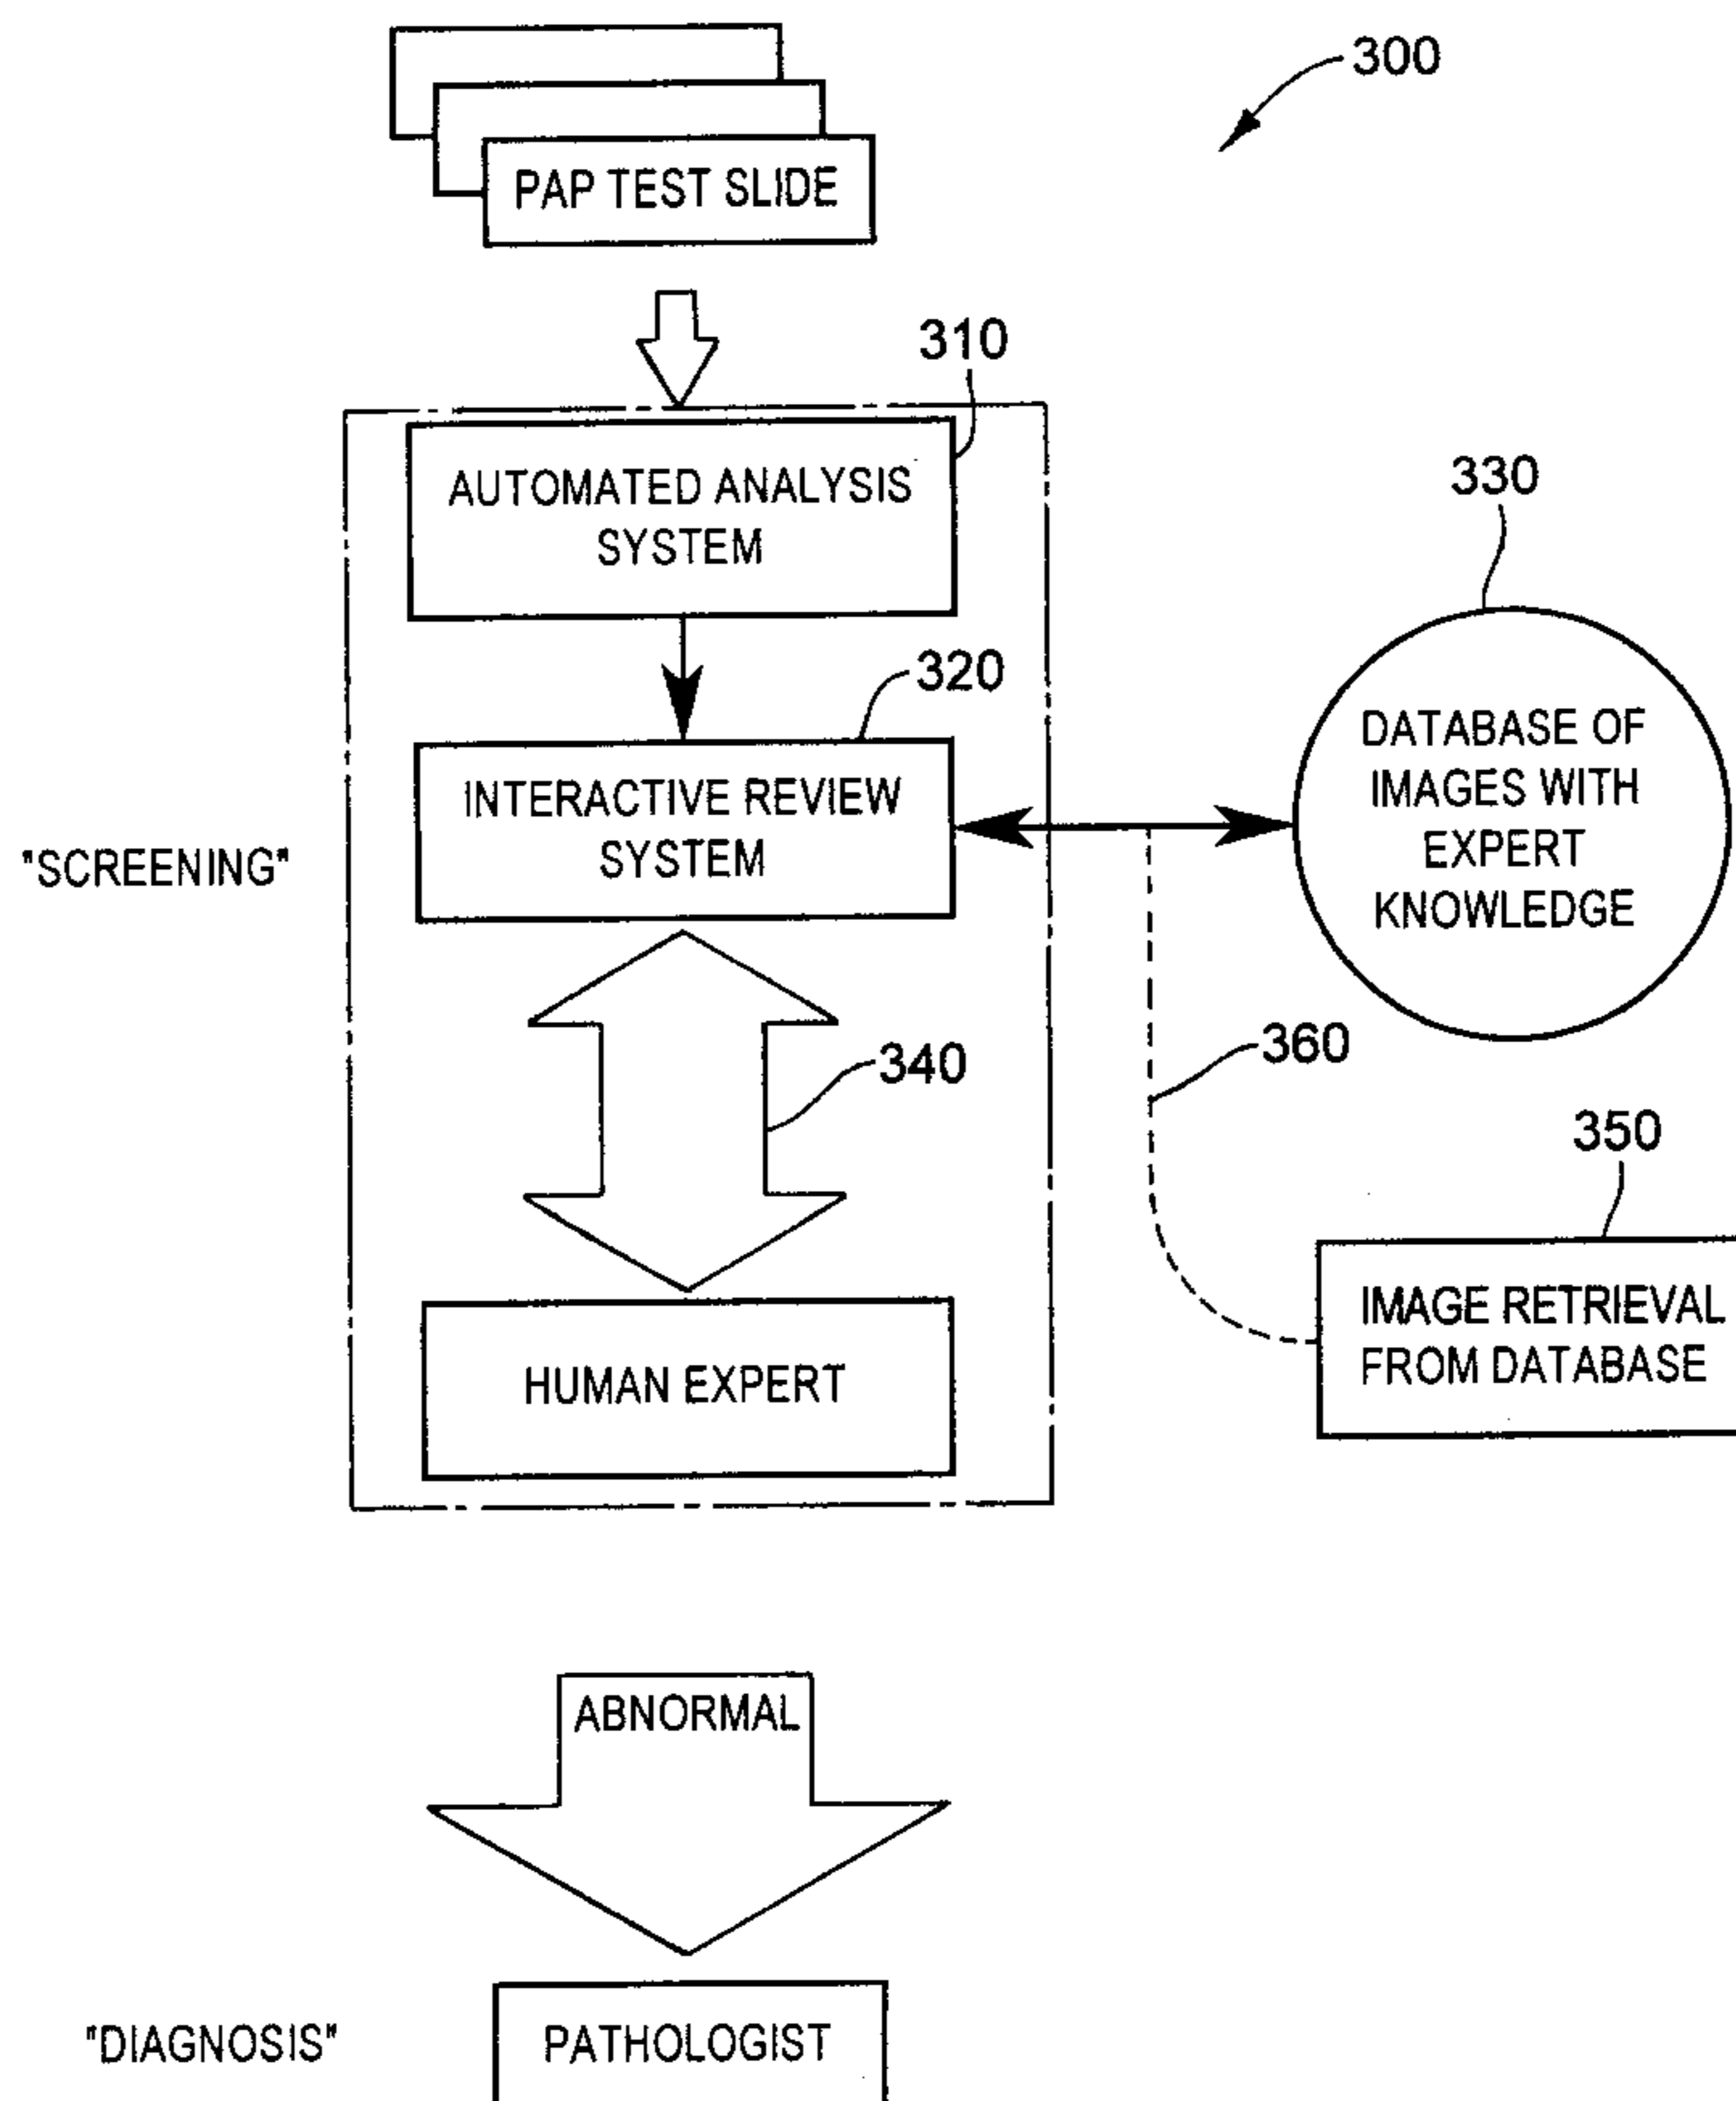 300
PAP TEST SLIDE
310
AUTOMATED ANALYSIS
SYSTEM
330
320
INTERACTIVE REVIEW
SYSTEM
DATABASE OF
IMAGES WITH
EXPERT
KNOWLEDGE
"SCREENING"
340
360
350
IMAGE RETRIEVAL
FROM DATABASE
HUMAN EXPERT
ABNORMAL
"DIAGNOSIS"
PATHOLOGIST